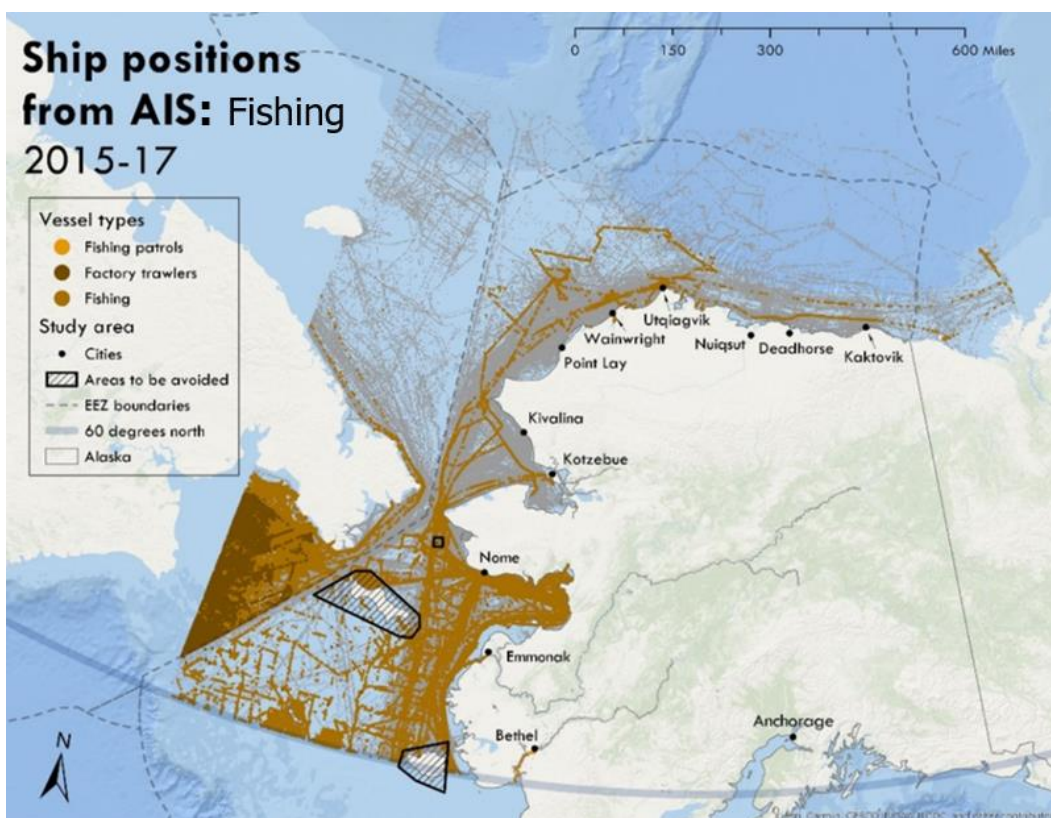 Ship positions
from AIS: Fishing
2015-17
0 150 300 600 Miles
Vessel types
Fishing patrols
Factory trawlers
Fishing
Study area
Cities
Areas to be avoided
EEZ boundaries
60 degrees north
Alaska
Utqiagvik
Wainwright
Nuiqsut
Deadhorse
Point Lay
Kaktovik
Kivalina
Kotzebue
Nome
Emmonak
Anchorage
Bethel
N